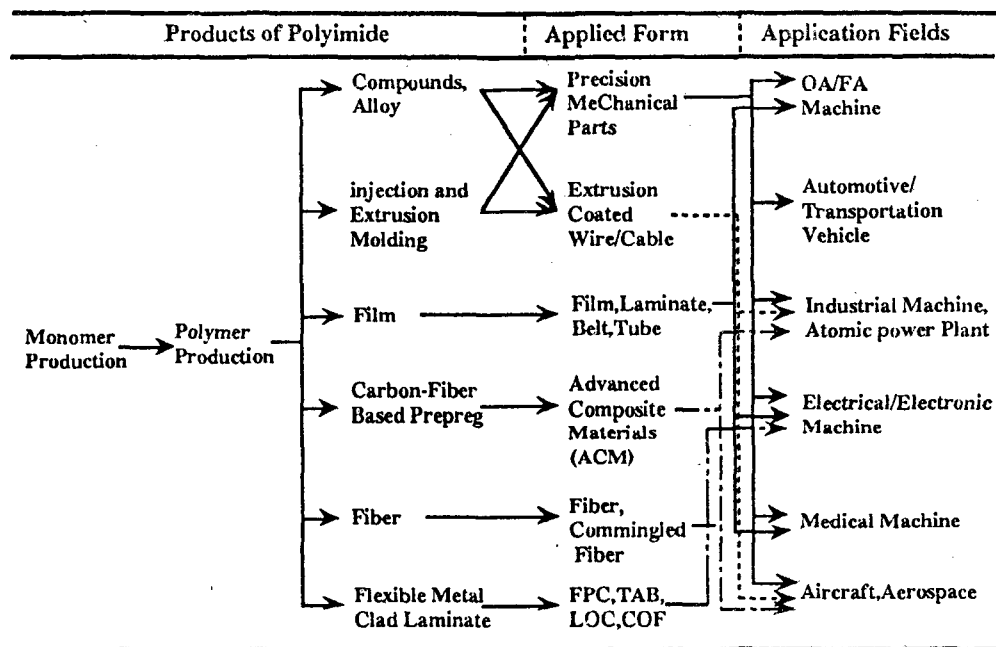 Products of Polyimide
Applied Form
Application Fields
Compounds,
Alloy
Precision
MeChanical
Parts
OA/FA
Machine
injection and
Extrusion
Molding
Extrusion
Coated
Wire/Cable
Automotive/
Transportation
Vehicle
Monomer
Production
Polymer
Production
Film
Film,Laminate,
Belt,Tube
Industrial Machine,
Atomic power Plant
Carbon-Fiber
Based Prepreg
Advanced
Composite
Materials
(ACM)
Electrical/Electronic
Machine
Fiber
Fiber,
Commingled
Fiber
Medical Machine
Flexible Metal
Clad Laminate
FPC,TAB,
LOC,COF
Aircraft,Aerospace